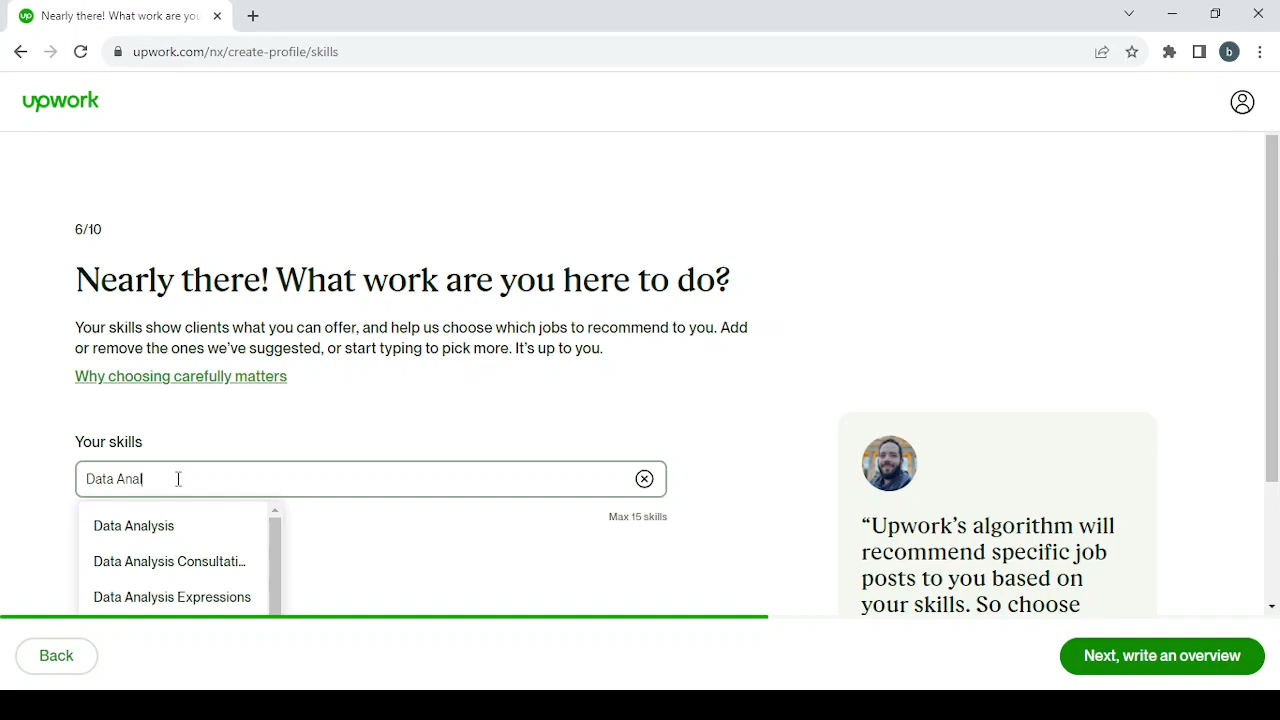 up Nearly there! What work are you
upwork.com/nx/create-profile/skills
b
upwork
6/10
Nearly there! What work are you here to do?
Your skills show clients what you can offer, and help us choose which jobs to recommend to you. Add
or remove the ones we've suggested, or start typing to pick more. It's up to you.
Why choosing carefully matters
Your skills
Data Anal
Max 15 skills
Data Analysis
Data Analysis Consultati...
Data Analysis Expressions
“Upwork’s algorithm will
recommend specific job
posts to you based on
your skills. So choose
Back
Next, write an overview